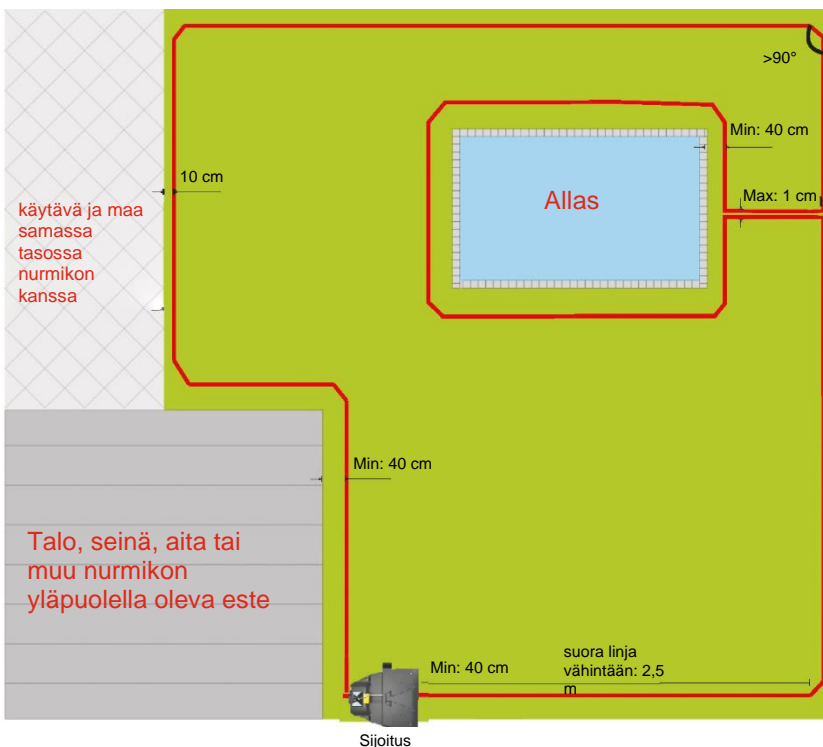 >90°
Min: 40 cm
10 cm
Allas
Max: 1 cm
käytävä ja maa
samassa
tasossa
nurmikon
kanssa
Min: 40 cm
Talo, seinä, aita tai
muu nurmikon
yläpuolella oleva este
Min: 40 cm
suora linja
vähintään: 2,5
m
Sijoitus